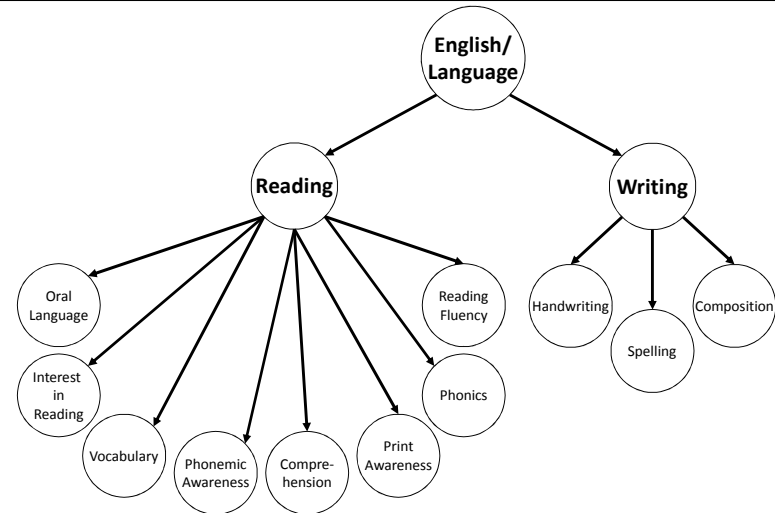 English/
Language
Reading
Writing
Oral
Language
Interest
in
Reading
Vocabulary
Phonemic
Awareness
Compre-
hension
Print
Awareness
Phonics
Reading
Fluency
Handwriting
Spelling
Composition